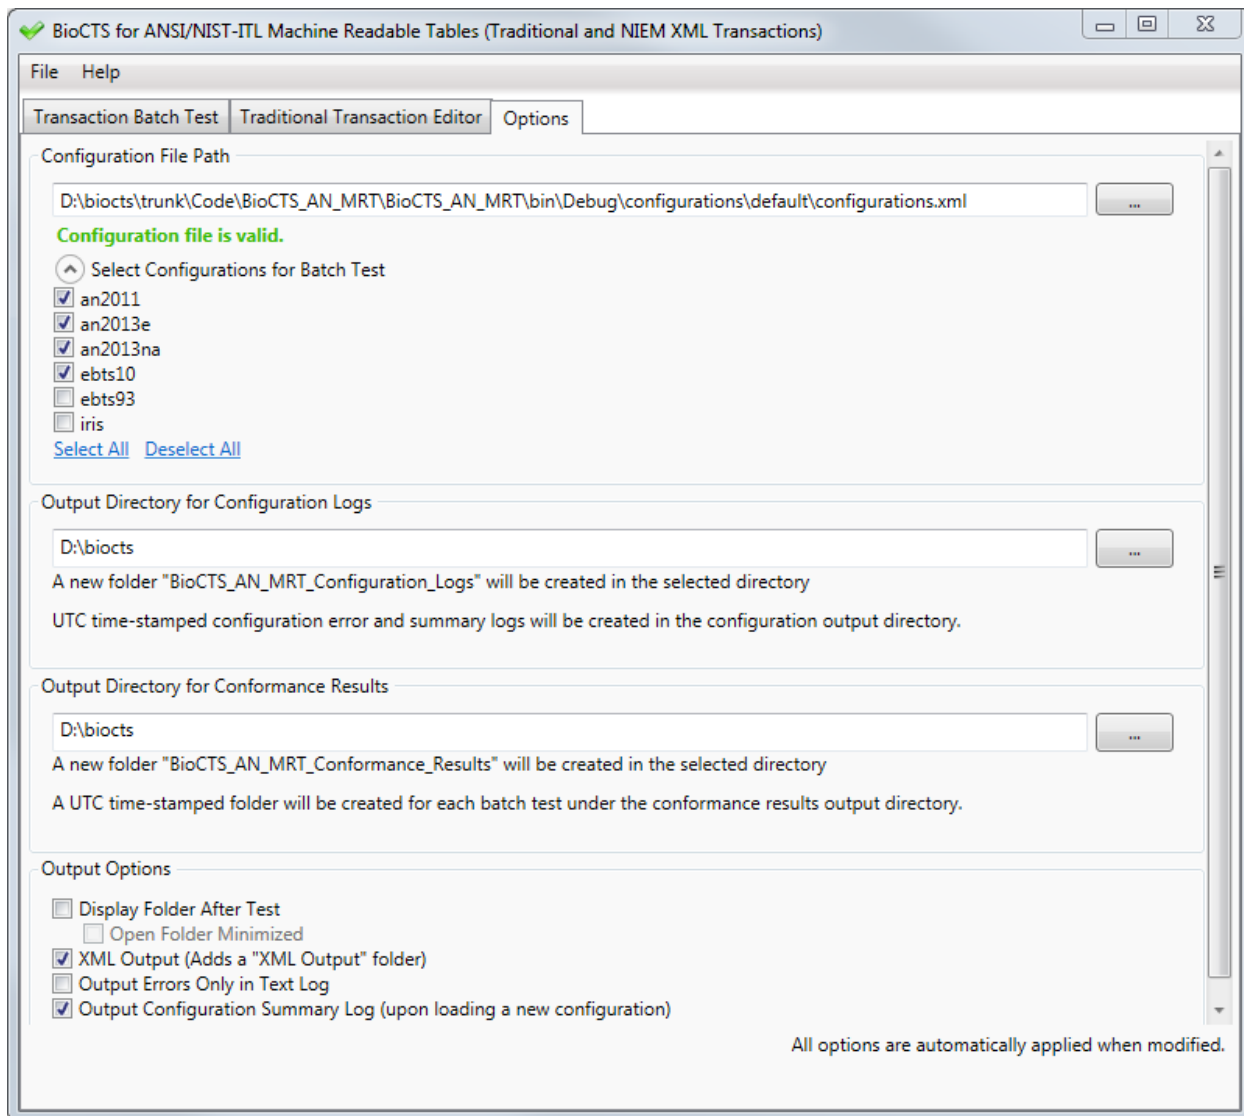 BioCTS for ANSI/NIST-ITL Machine Readable Tables (Traditional and NIEM XML Transactions)
File Help
Transaction Batch Test Traditional Transaction Editor Options
Configuration File Path
D:\biocts\trunk\Code\BioCTS_AN_MRT\BioCTS_AN_MRT\bin\Debug\configurations\default\configurations.xml
...
Configuration file is valid.
Select Configurations for Batch Test
an2011
an2013e
an2013na
ebts10
ebts93
iris
Select All Deselect All
Output Directory for Configuration Logs
D:\biocts
...
A new folder "BioCTS_AN_MRT_Configuration_Logs" will be created in the selected directory
UTC time-stamped configuration error and summary logs will be created in the configuration output directory.
Output Directory for Conformance Results
D:\biocts
...
A new folder "BioCTS_AN_MRT_Conformance_Results" will be created in the selected directory
A UTC time-stamped folder will be created for each batch test under the conformance results output directory.
Output Options
Display Folder After Test
Open Folder Minimized
XML Output (Adds a "XML Output" folder)
Output Errors Only in Text Log
Output Configuration Summary Log (upon loading a new configuration)
All options are automatically applied when modified.